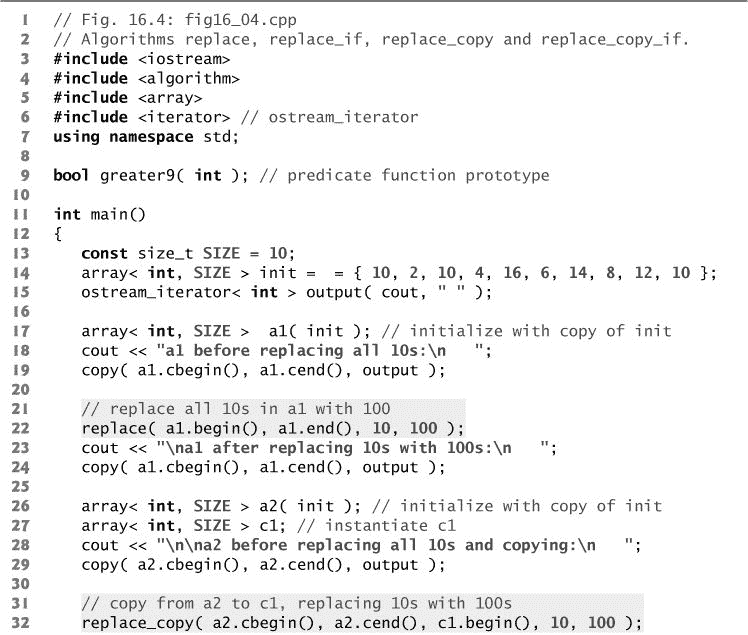 1 // Fig. 16.4: fig16_04.cpp
2 // Algorithms replace, replace_if, replace_copy and replace_copy_if.
3 #include <iostream>
4 #include <algorithm>
5 #include <array>
6 #include <iterator> // ostream_iterator
7 using namespace std;
8
9 bool greater9( int ); // predicate function prototype
10
11 int main()
12 {
13    const size_t SIZE = 10;
14    array< int, SIZE > init =  = { 10, 2, 10, 4, 16, 6, 14, 8, 12, 10 };
15    ostream_iterator< int > output( cout, " " );
16
17    array< int, SIZE >  a1( init ); // initialize with copy of init
18    cout << "a1 before replacing all 10s:\n   ";
19    copy( a1.cbegin(), a1.cend(), output );
20
21    // replace all 10s in a1 with 100
22    replace( a1.begin(), a1.end(), 10, 100 );
23    cout << "\na1 after replacing 10s with 100s:\n   ";
24    copy( a1.cbegin(), a1.cend(), output );
25
26    array< int, SIZE > a2( init ); // initialize with copy of init
27    array< int, SIZE > c1; // instantiate c1
28    cout << "\n\na2 before replacing all 10s and copying:\n   ";
29    copy( a2.cbegin(), a2.cend(), output );
30
31    // copy from a2 to c1, replacing 10s with 100s
32    replace_copy( a2.cbegin(), a2.cend(), c1.begin(), 10, 100 );